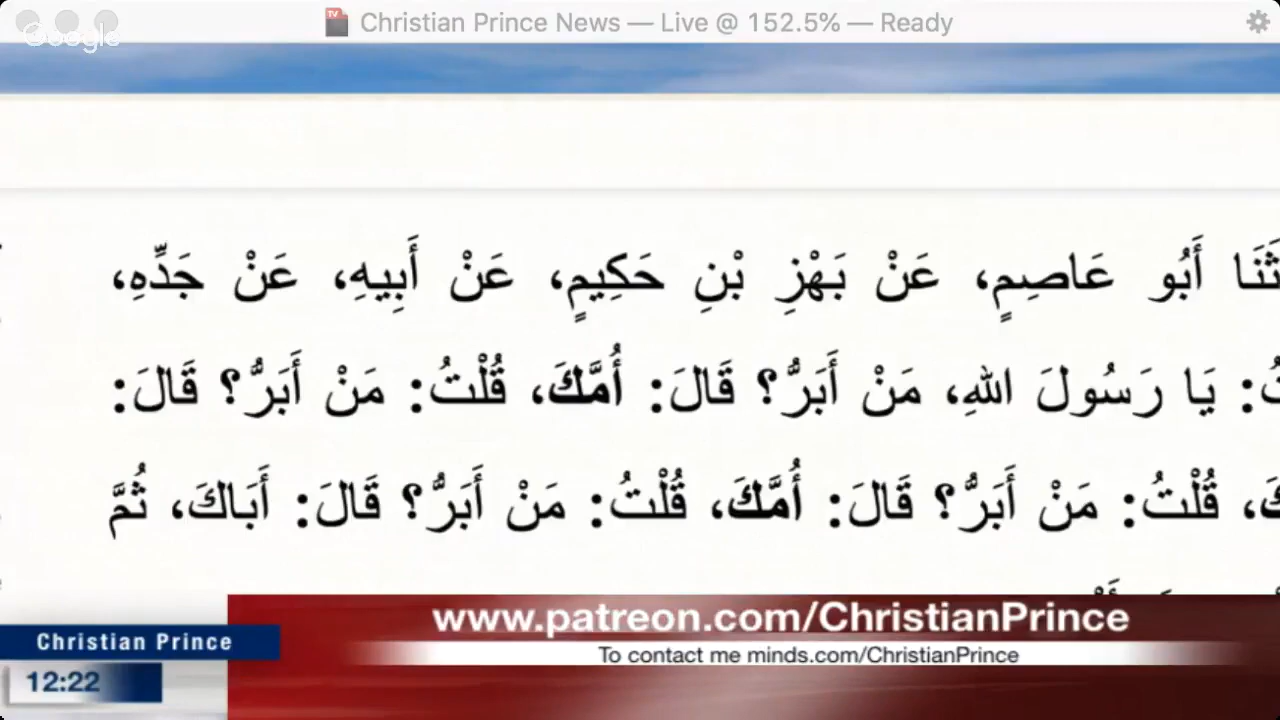 Christian Prince News — Live @ 152.5% — Ready
Google
أَبُو عَاصِمٍ، عَنْ بَهْزِ بْنِ حَكِيمٍ، عَنْ أَبِيهِ، عَنْ جَدِّهِ،
يَا رَسُولَ اللهِ، مَنْ أَبَرُّ؟ قَالَ: أُمَّكَ، قُلْتُ: مَنْ أَبَرُّ؟ قَالَ:
قُلْتُ: مَنْ أَبَرُّ؟ قَالَ: أُمَّكَ، قُلْتُ: مَنْ أَبَرُّ؟ قَالَ: أَبَاكَ، ثُمَّ
www.patreon.com/ChristianPrince
To contact me minds.com/ChristianPrince
Christian Prince
12:22